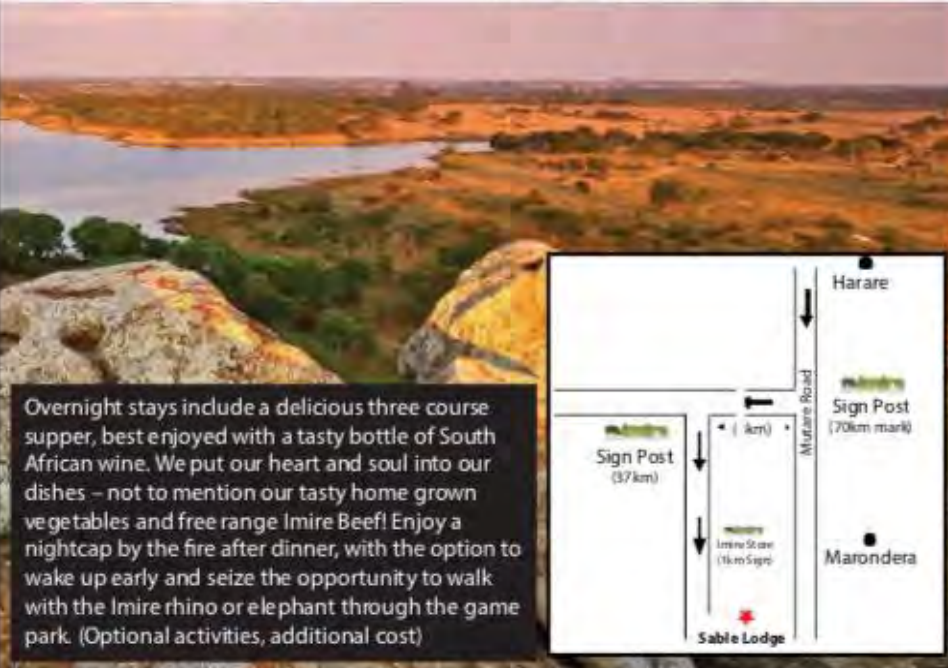 Overnight stays include a delicious three course
supper, best enjoyed with a tasty bottle of South
African wine. We put our heart and soul into our
dishes – not to mention our tasty home grown
vegetables and free range Imire Beef! Enjoy a
nightcap by the fire after dinner, with the option to
wake up early and seize the opportunity to walk
with the Imire rhino or elephant through the game
park. (Optional activities, additional cost)
Harare
Mutare Road
Sign Post
(70km mark)
km)
Sign Post
(37km)
Imire Store
(1km Sign)
Marondera
Sable Lodge